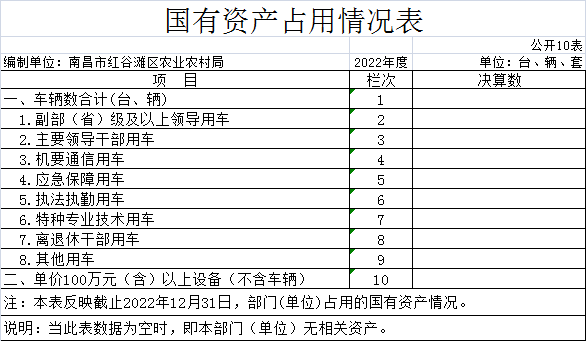 国有资产占用情况表
公开10表
编制单位：南昌市红谷滩区农业农村局 2022年度 单位：台、辆、套
项 目 栏次 决算数
一、车辆数合计(台、辆) 1
1.副部（省）级及以上领导用车 2
2.主要领导干部用车 3
3.机要通信用车 4
4.应急保障用车 5
5.执法执勤用车 6
6.特种专业技术用车 7
7.离退休干部用车 8
8.其他用车 9
二、单价100万元（含）以上设备（不含车辆） 10
注：本表反映截止2022年12月31日，部门(单位)占用的国有资产情况。
说明：当此表数据为空时，即本部门（单位）无相关资产。